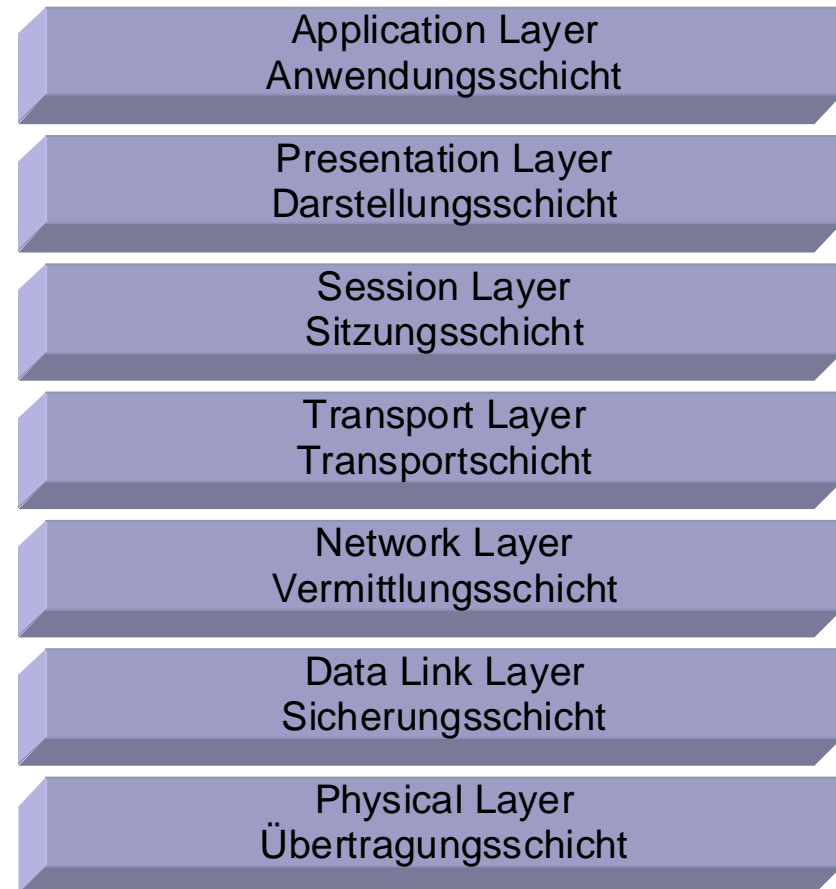 Application Layer
Anwendungsschicht
Presentation Layer
Darstellungsschicht
Session Layer
Sitzungsschicht
Transport Layer
Transportschicht
Network Layer
Vermittlungsschicht
Data Link Layer
Sicherungsschicht
Physical Layer
Übertragungsschicht